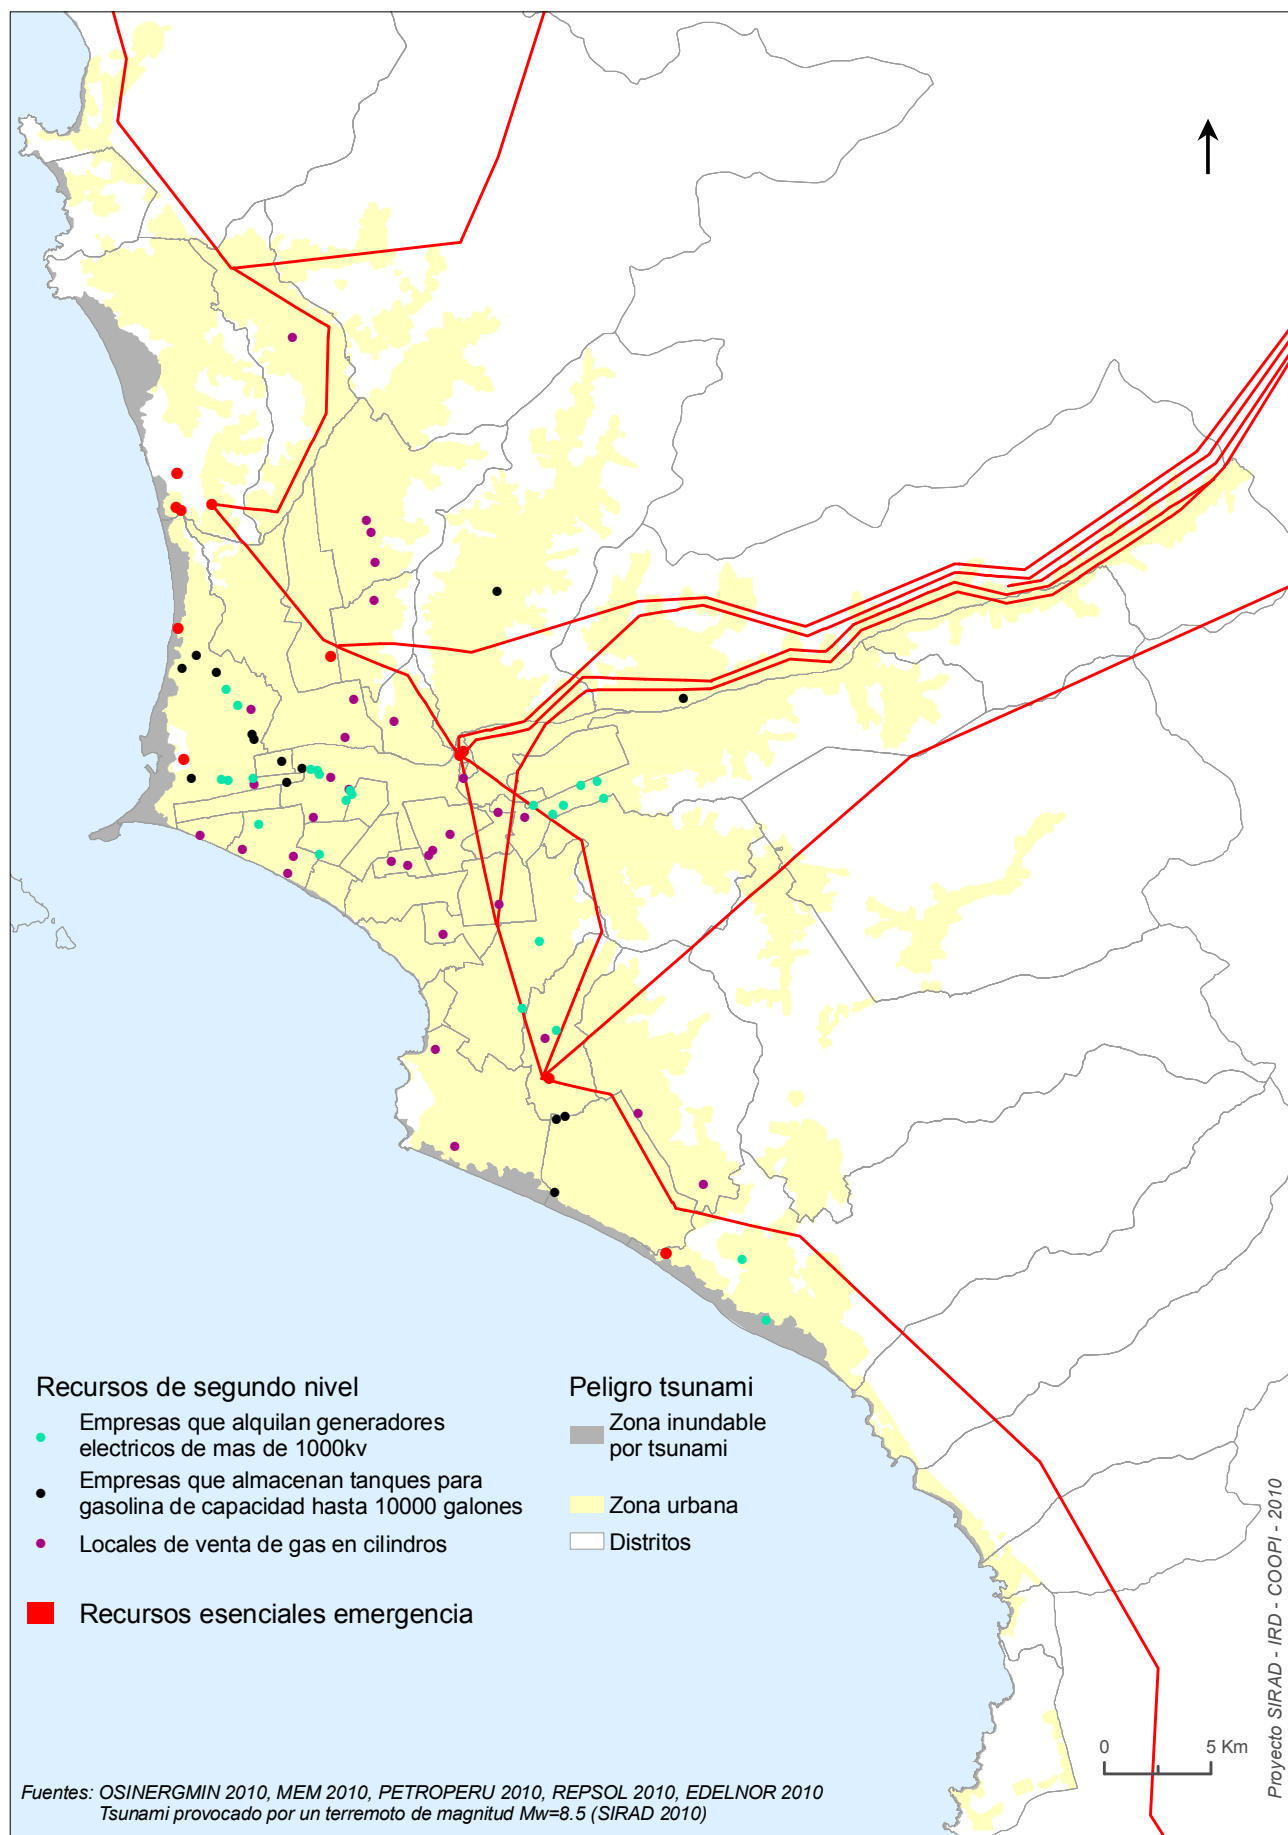 Recursos de segundo nivel
Empresas que alquilan generadores
electricos de mas de 1000kv
Empresas que almacenan tanques para
gasolina de capacidad hasta 10000 galones
Locales de venta de gas en cilindros
Recursos esenciales emergencia
Peligro tsunami
Zona inundable
por tsunami
Zona urbana
Distritos
0 5 Km
Proyecto SIRAD - IRD - COOPI - 2010
Fuentes: OSINERGMIN 2010, MEM 2010, PETROPERU 2010, REPSOL 2010, EDELNOR 2010
Tsunami provocado por un terremoto de magnitud Mw=8.5 (SIRAD 2010)